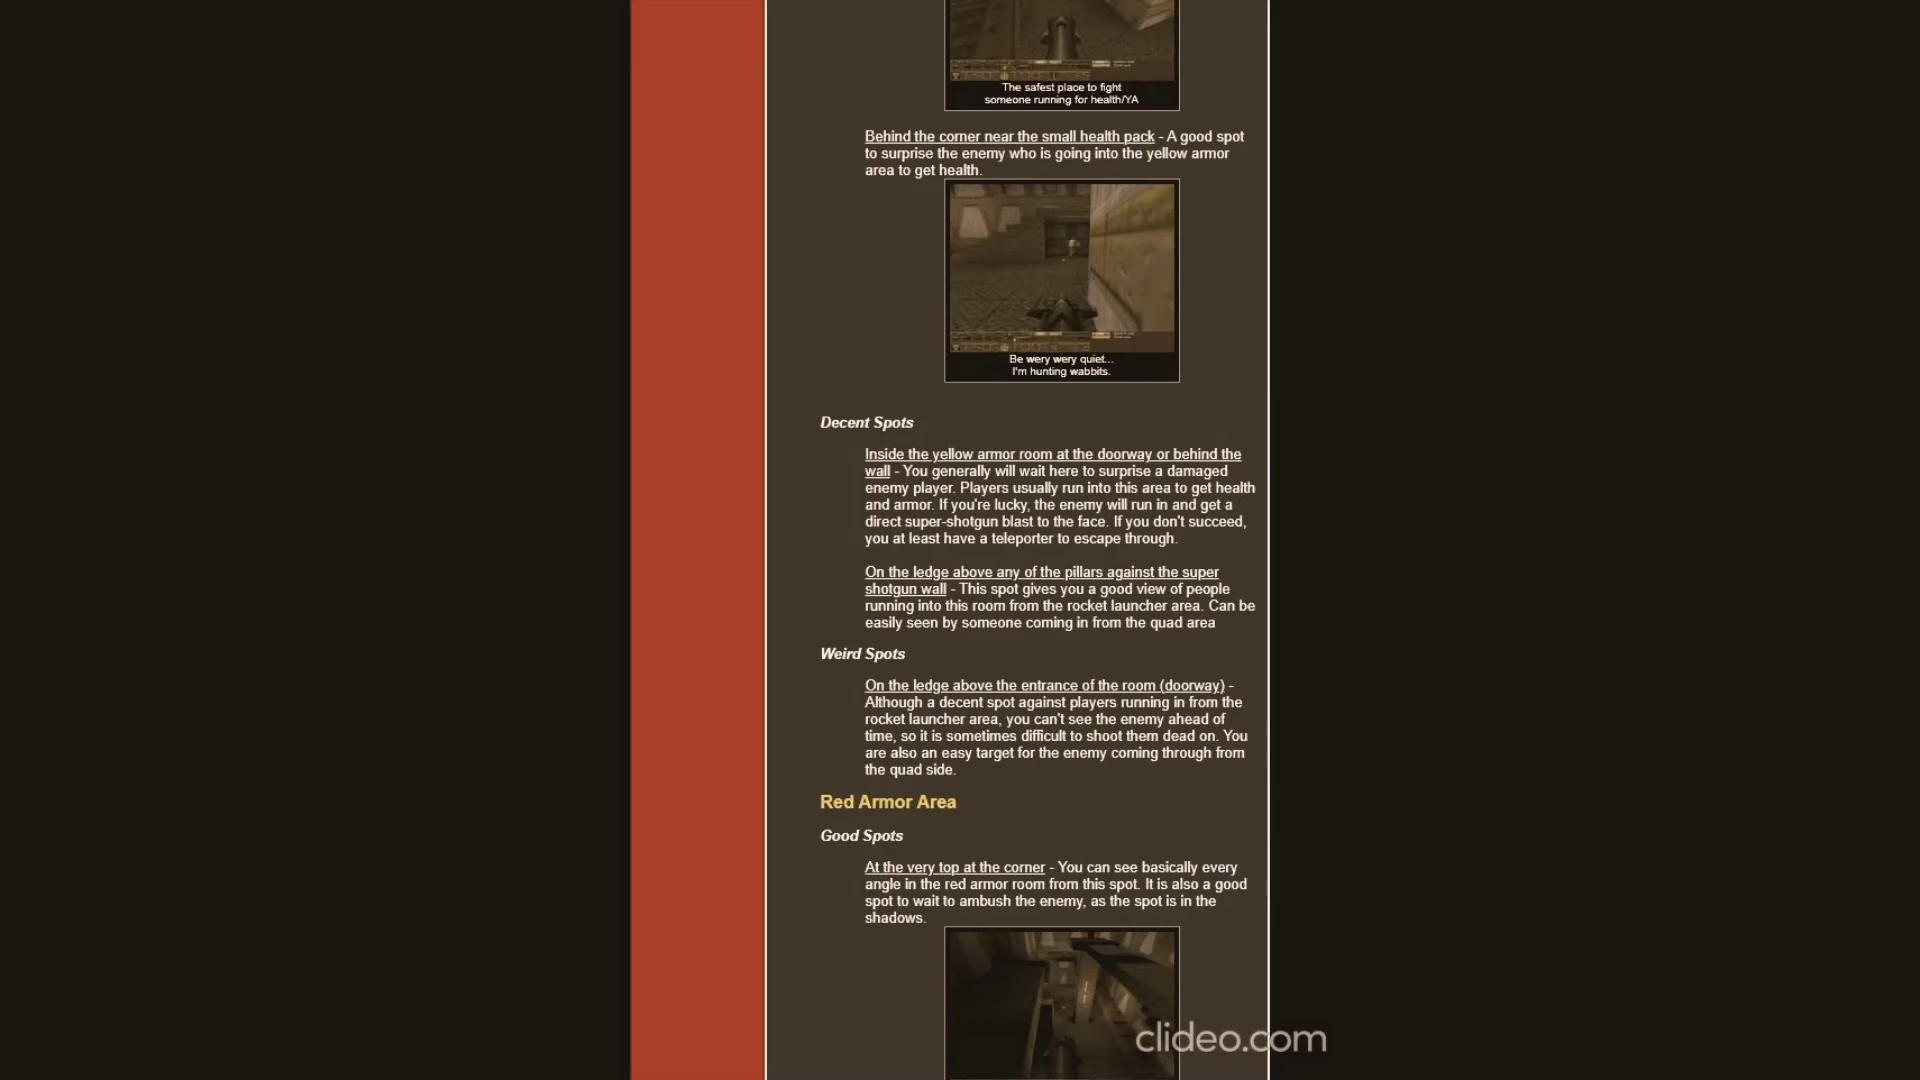 The safest place to fight
someone running for health/YA
Behind the corner near the small health pack - A good spot
to surprise the enemy who is going into the yellow armor
area to get health.
Be wery wery quiet...
I'm hunting wabbits.
Decent Spots
Inside the yellow armor room at the doorway or behind the
wall - You generally will wait here to surprise a damaged
enemy player. Players usually run into this area to get health
and armor. If you're lucky, the enemy will run in and get a
direct super-shotgun blast to the face. If you don't succeed,
you at least have a teleporter to escape through.
On the ledge above any of the pillars against the super
shotgun wall - This spot gives you a good view of people
running into this room from the rocket launcher area. Can be
easily seen by someone coming in from the quad area
Weird Spots
On the ledge above the entrance of the room (doorway) -
Although a decent spot against players running in from the
rocket launcher area, you can't see the enemy ahead of
time, so it is sometimes difficult to shoot them dead on. You
are also an easy target for the enemy coming through from
the quad side.
Red Armor Area
Good Spots
At the very top at the corner - You can see basically every
angle in the red armor room from this spot. It is also a good
spot to wait to ambush the enemy, as the spot is in the
shadows.
clideo.com